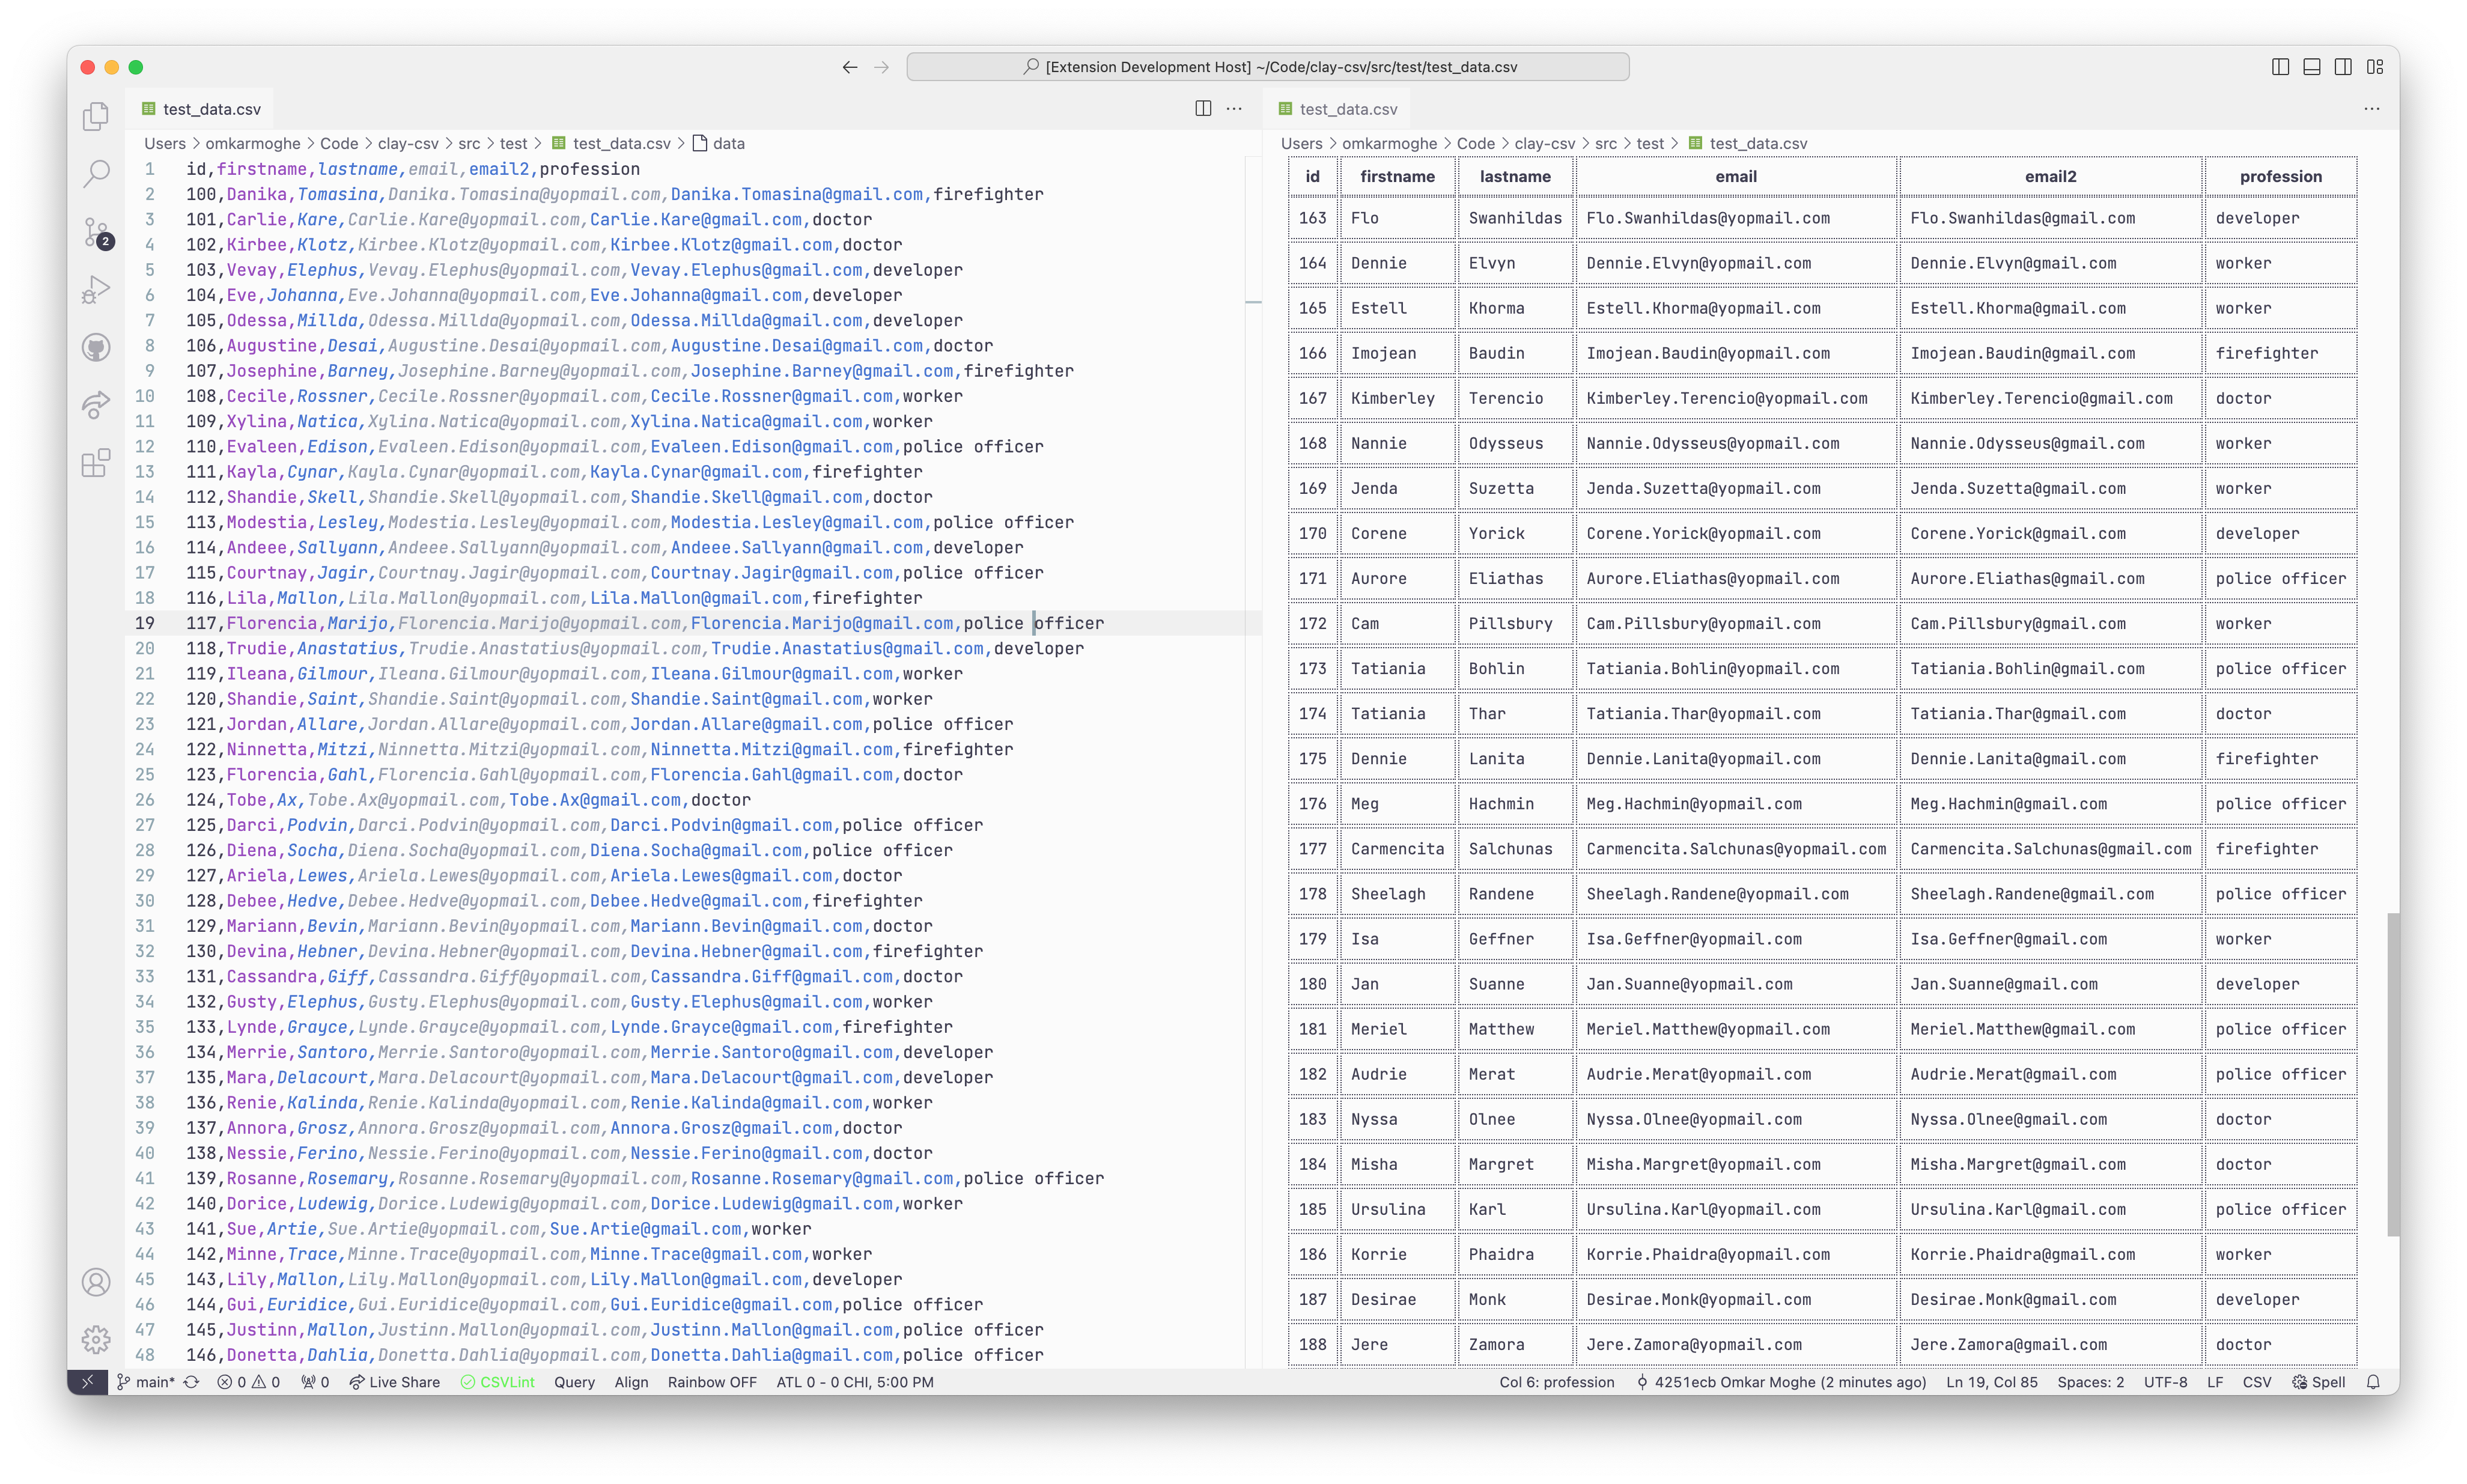 [Extension Development Host] ~/Code/clay-csv/src/test/test_data.csv
test_data.csv
Users > omkarmoghe > Code > clay-csv > src > test > test_data.csv > data
2
1 id,firstname,lastname,email,email2,profession
2 100,Danika,Tomasina,Danika.Tomasina@yopmail.com,Danika.Tomasina@gmail.com,firefighter
3 101,Carlie,Kare,Carlie.Kare@yopmail.com,Carlie.Kare@gmail.com,doctor
4 102,Kirbee,Klotz,Kirbee.Klotz@yopmail.com,Kirbee.Klotz@gmail.com,doctor
5 103,Vevay,Elephus,Vevay.Elephus@yopmail.com,Vevay.Elephus@gmail.com,developer
6 104,Eve,Johanna,Eve.Johanna@yopmail.com,Eve.Johanna@gmail.com,developer
7 105,Odessa,Millda,Odessa.Millda@yopmail.com,Odessa.Millda@gmail.com,developer
8 106,Augustine,Desai,Augustine.Desai@yopmail.com,Augustine.Desai@gmail.com,doctor
9 107,Josephine,Barney,Josephine.Barney@yopmail.com,Josephine.Barney@gmail.com,firefighter
10 108,Cecile,Rossner,Cecile.Rossner@yopmail.com,Cecile.Rossner@gmail.com,worker
11 109,Xylina,Natica,Xylina.Natica@yopmail.com,Xylina.Natica@gmail.com,worker
12 110,Evaleen,Edison,Evaleen.Edison@yopmail.com,Evaleen.Edison@gmail.com,police officer
13 111,Kayla,Cynar,Kayla.Cynar@yopmail.com,Kayla.Cynar@gmail.com,firefighter
14 112,Shandie,Skell,Shandie.Skell@yopmail.com,Shandie.Skell@gmail.com,doctor
15 113,Modestia,Lesley,Modestia.Lesley@yopmail.com,Modestia.Lesley@gmail.com,police officer
16 114,Andeee,Sallyann,Andeee.Sallyann@yopmail.com,Andeee.Sallyann@gmail.com,developer
17 115,Courtnay,Jagir,Courtnay.Jagir@yopmail.com,Courtnay.Jagir@gmail.com,police officer
18 116,Lila,Mallon,Lila.Mallon@yopmail.com,Lila.Mallon@gmail.com,firefighter
19 117,Florencia,Marijo,Florencia.Marijo@yopmail.com,Florencia.Marijo@gmail.com,police officer
20 118,Trudie,Anastatius,Trudie.Anastatius@yopmail.com,Trudie.Anastatius@gmail.com,developer
21 119,Ileana,Gilmour,Ileana.Gilmour@yopmail.com,Ileana.Gilmour@gmail.com,worker
22 120,Shandie,Saint,Shandie.Saint@yopmail.com,Shandie.Saint@gmail.com,worker
23 121,Jordan,Allare,Jordan.Allare@yopmail.com,Jordan.Allare@gmail.com,police officer
24 122,Ninnetta,Mitzi,Ninnetta.Mitzi@yopmail.com,Ninnetta.Mitzi@gmail.com,firefighter
25 123,Florencia,Gahl,Florencia.Gahl@yopmail.com,Florencia.Gahl@gmail.com,doctor
26 124,Tobe,Ax,Tobe.Ax@yopmail.com,Tobe.Ax@gmail.com,doctor
27 125,Darci,Podvin,Darci.Podvin@yopmail.com,Darci.Podvin@gmail.com,police officer
28 126,Diena,Socha,Diena.Socha@yopmail.com,Diena.Socha@gmail.com,police officer
29 127,Ariela,Lewes,Ariela.Lewes@yopmail.com,Ariela.Lewes@gmail.com,doctor
30 128,Debee,Hedve,Debee.Hedve@yopmail.com,Debee.Hedve@gmail.com,firefighter
31 129,Mariann,Bevin,Mariann.Bevin@yopmail.com,Mariann.Bevin@gmail.com,doctor
32 130,Devina,Hebner,Devina.Hebner@yopmail.com,Devina.Hebner@gmail.com,firefighter
33 131,Cassandra,Giff,Cassandra.Giff@yopmail.com,Cassandra.Giff@gmail.com,doctor
34 132,Gusty,Elephus,Gusty.Elephus@yopmail.com,Gusty.Elephus@gmail.com,worker
35 133,Lynde,Grayce,Lynde.Grayce@yopmail.com,Lynde.Grayce@gmail.com,firefighter
36 134,Merrie,Santoro,Merrie.Santoro@yopmail.com,Merrie.Santoro@gmail.com,developer
37 135,Mara,Delacourt,Mara.Delacourt@yopmail.com,Mara.Delacourt@gmail.com,developer
38 136,Renie,Kalinda,Renie.Kalinda@yopmail.com,Renie.Kalinda@gmail.com,worker
39 137,Annora,Grosz,Annora.Grosz@yopmail.com,Annora.Grosz@gmail.com,doctor
40 138,Nessie,Ferino,Nessie.Ferino@yopmail.com,Nessie.Ferino@gmail.com,doctor
41 139,Rosanne,Rosemary,Rosanne.Rosemary@yopmail.com,Rosanne.Rosemary@gmail.com,police officer
42 140,Dorice,Ludewig,Dorice.Ludewig@yopmail.com,Dorice.Ludewig@gmail.com,worker
43 141,Sue,Artie,Sue.Artie@yopmail.com,Sue.Artie@gmail.com,worker
44 142,Minne,Trace,Minne.Trace@yopmail.com,Minne.Trace@gmail.com,worker
45 143,Lily,Mallon,Lily.Mallon@yopmail.com,Lily.Mallon@gmail.com,developer
46 144,Gui,Euridice,Gui.Euridice@yopmail.com,Gui.Euridice@gmail.com,police officer
47 145,Justinn,Mallon,Justinn.Mallon@yopmail.com,Justinn.Mallon@gmail.com,police officer
48 146,Donetta,Dahlia,Donetta.Dahlia@yopmail.com,Donetta.Dahlia@gmail.com,police officer
test_data.csv
Users > omkarmoghe > Code > clay-csv > src > test > test_data.csv
id firstname lastname email email2 profession
163 Flo Swanhildas Flo.Swanhildas@yopmail.com Flo.Swanhildas@gmail.com developer
164 Dennie Elvyn Dennie.Elvyn@yopmail.com Dennie.Elvyn@gmail.com worker
165 Estell Khorma Estell.Khorma@yopmail.com Estell.Khorma@gmail.com worker
166 Imojean Baudin Imojean.Baudin@yopmail.com Imojean.Baudin@gmail.com firefighter
167 Kimberley Terencio Kimberley.Terencio@yopmail.com Kimberley.Terencio@gmail.com doctor
168 Nannie Odysseus Nannie.Odysseus@yopmail.com Nannie.Odysseus@gmail.com worker
169 Jenda Suzetta Jenda.Suzetta@yopmail.com Jenda.Suzetta@gmail.com worker
170 Corene Yorick Corene.Yorick@yopmail.com Corene.Yorick@gmail.com developer
171 Aurore Eliathas Aurore.Eliathas@yopmail.com Aurore.Eliathas@gmail.com police officer
172 Cam Pillsbury Cam.Pillsbury@yopmail.com Cam.Pillsbury@gmail.com worker
173 Tatiania Bohlin Tatiania.Bohlin@yopmail.com Tatiania.Bohlin@gmail.com police officer
174 Tatiania Thar Tatiania.Thar@yopmail.com Tatiania.Thar@gmail.com doctor
175 Dennie Lanita Dennie.Lanita@yopmail.com Dennie.Lanita@gmail.com firefighter
176 Meg Hachmin Meg.Hachmin@yopmail.com Meg.Hachmin@gmail.com police officer
177 Carmencita Salchunas Carmencita.Salchunas@yopmail.com Carmencita.Salchunas@gmail.com firefighter
178 Sheelagh Randene Sheelagh.Randene@yopmail.com Sheelagh.Randene@gmail.com police officer
179 Isa Geffner Isa.Geffner@yopmail.com Isa.Geffner@gmail.com worker
180 Jan Suanne Jan.Suanne@yopmail.com Jan.Suanne@gmail.com developer
181 Meriel Matthew Meriel.Matthew@yopmail.com Meriel.Matthew@gmail.com police officer
182 Audrie Merat Audrie.Merat@yopmail.com Audrie.Merat@gmail.com police officer
183 Nyssa Olnee Nyssa.Olnee@yopmail.com Nyssa.Olnee@gmail.com doctor
184 Misha Margret Misha.Margret@yopmail.com Misha.Margret@gmail.com doctor
185 Ursulina Karl Ursulina.Karl@yopmail.com Ursulina.Karl@gmail.com police officer
186 Korrie Phaidra Korrie.Phaidra@yopmail.com Korrie.Phaidra@gmail.com worker
187 Desirae Monk Desirae.Monk@yopmail.com Desirae.Monk@gmail.com developer
188 Jere Zamora Jere.Zamora@yopmail.com Jere.Zamora@gmail.com doctor
main* 0 0 0 Live Share CSVLint Query Align Rainbow OFF ATL 0 - 0 CHI, 5:00 PM Col 6: profession 4251ecb Omkar Moghe (2 minutes ago) Ln 19, Col 85 Spaces: 2 UTF-8 LF CSV Spell